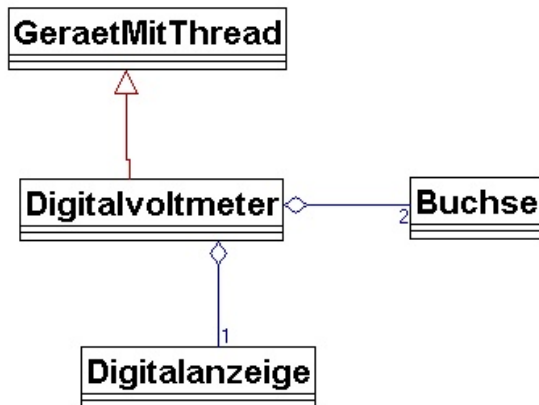 GeraetMitThread
Digitalvoltmeter
Buchse
2
1
Digitalanzeige